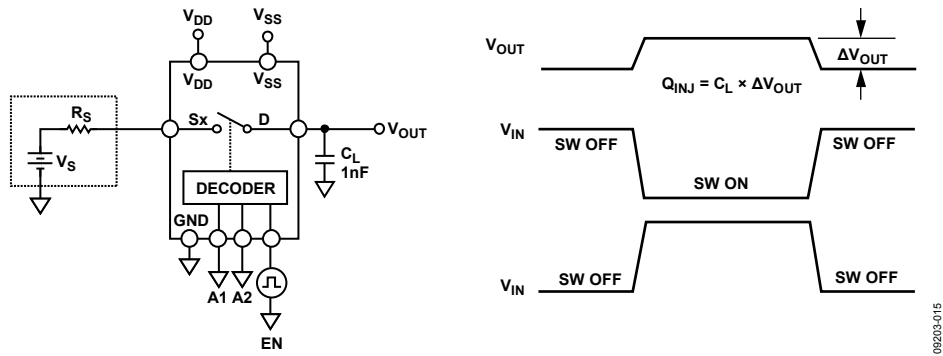 VDD
VSS
VDD
VSS
RS
VS
Sx
D
VOUT
CL
1nF
DECODER
GND
A1
A2
EN
VOUT
ΔVOUT
QINJ = CL × ΔVOUT
VIN
SW OFF
SW OFF
SW ON
VIN
SW OFF
SW OFF
09203-015